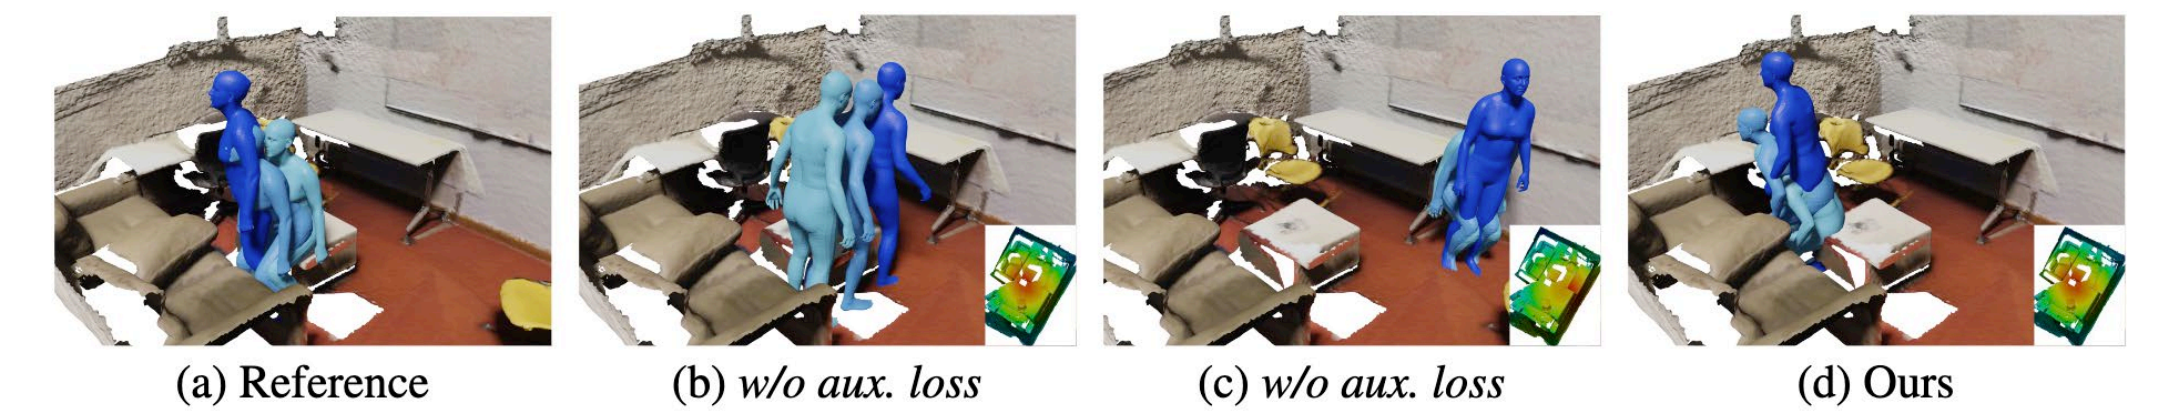 (a) Reference
(b) w/o aux. loss
(c) w/o aux. loss
(d) Ours